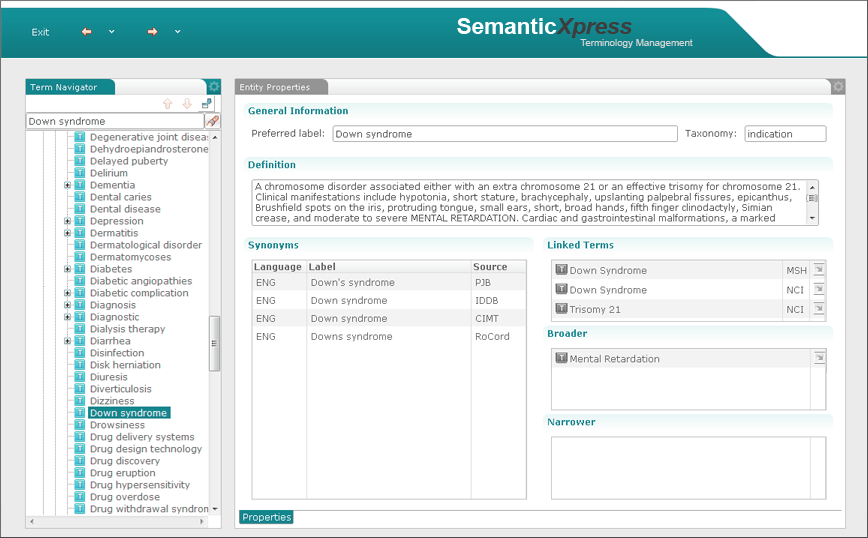 SemanticXpress
Terminology Management
Exit
Term Navigator
Down syndrome
Degenerative joint diseas
Dehydroepiandrosterone
Delayed puberty
Delirium
Dementia
Dental caries
Dental disease
Depression
Dermatitis
Dermatological disorder
Dermatomycoses
Diabetes
Diabetic angiopathies
Diabetic complication
Diagnosis
Diagnostic
Dialysis therapy
Diarrhea
Disinfection
Disk herniation
Diuresis
Diverticulosis
Dizziness
Down syndrome
Drowsiness
Drug delivery systems
Drug design technology
Drug discovery
Drug eruption
Drug hypersensitivity
Drug overdose
Drug withdrawal syndrom
Entity Properties
General Information
Preferred label: Down syndrome Taxonomy: indication
Definition
A chromosome disorder associated either with an extra chromosome 21 or an effective trisomy for chromosome 21.
Clinical manifestations include hypotonia, short stature, brachycephaly, upslanting palpebral fissures, epicanthus,
Brushfield spots on the iris, protruding tongue, small ears, short, broad hands, fifth finger clinodactyly, Simian
crease, and moderate to severe MENTAL RETARDATION. Cardiac and gastrointestinal malformations, a marked
Synonyms
Language Label Source
ENG Down's syndrome PJB
ENG Down syndrome IDDB
ENG Down syndrome CIMT
ENG Downs syndrome RoCord
Linked Terms
T Down Syndrome MSH
T Down Syndrome NCI
T Trisomy 21 NCI
Broader
T Mental Retardation
Narrower
Properties